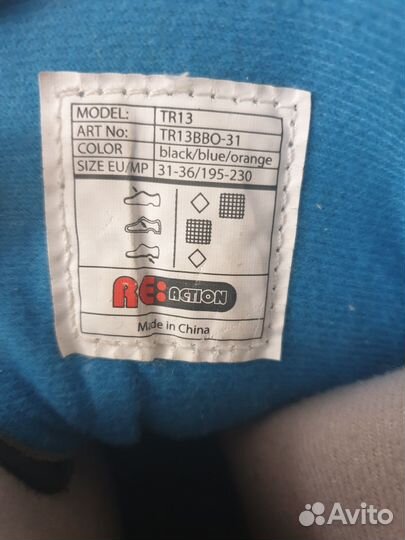 MODEL: TR13
ART No: TR13BBO-31
COLOR black/blue/orange
SIZE EU/MP 31-36/195-230
RE:ACTION
Made in China
Avito